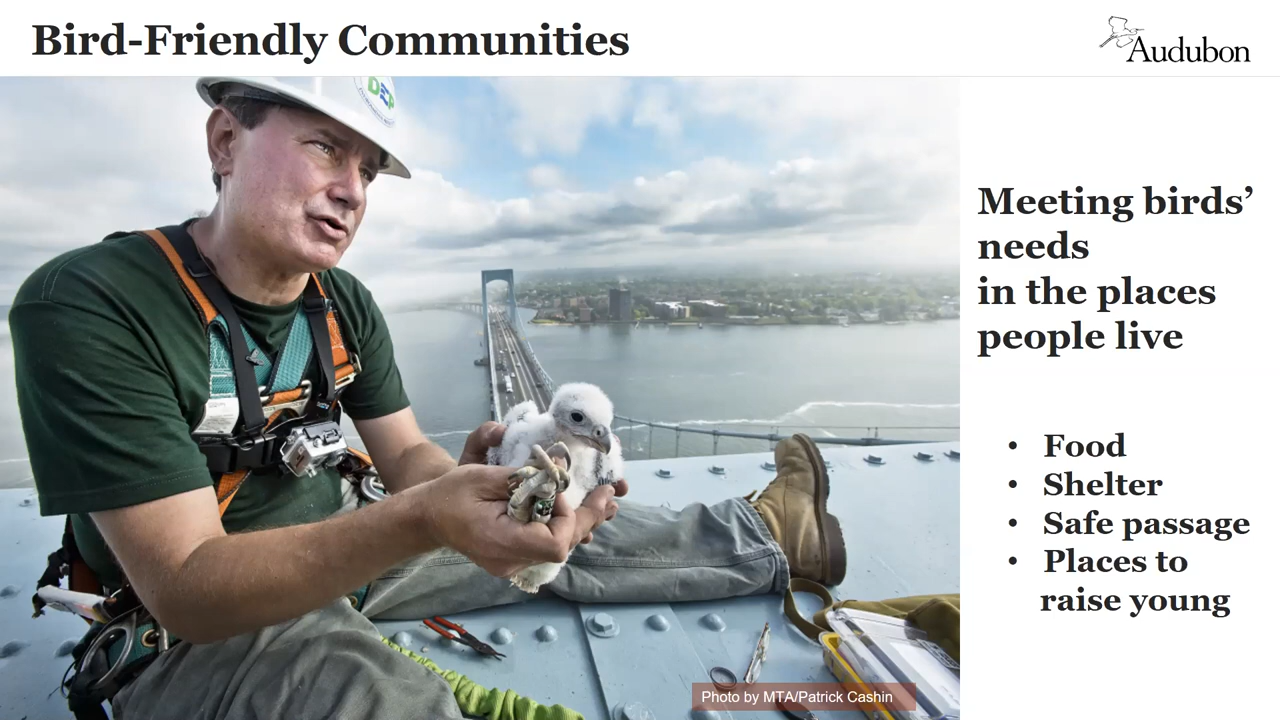 Bird-Friendly Communities
Audubon
DEP
Meeting birds’
needs
in the places
people live
• Food
• Shelter
• Safe passage
• Places to
raise young
Photo by MTA/Patrick Cashin